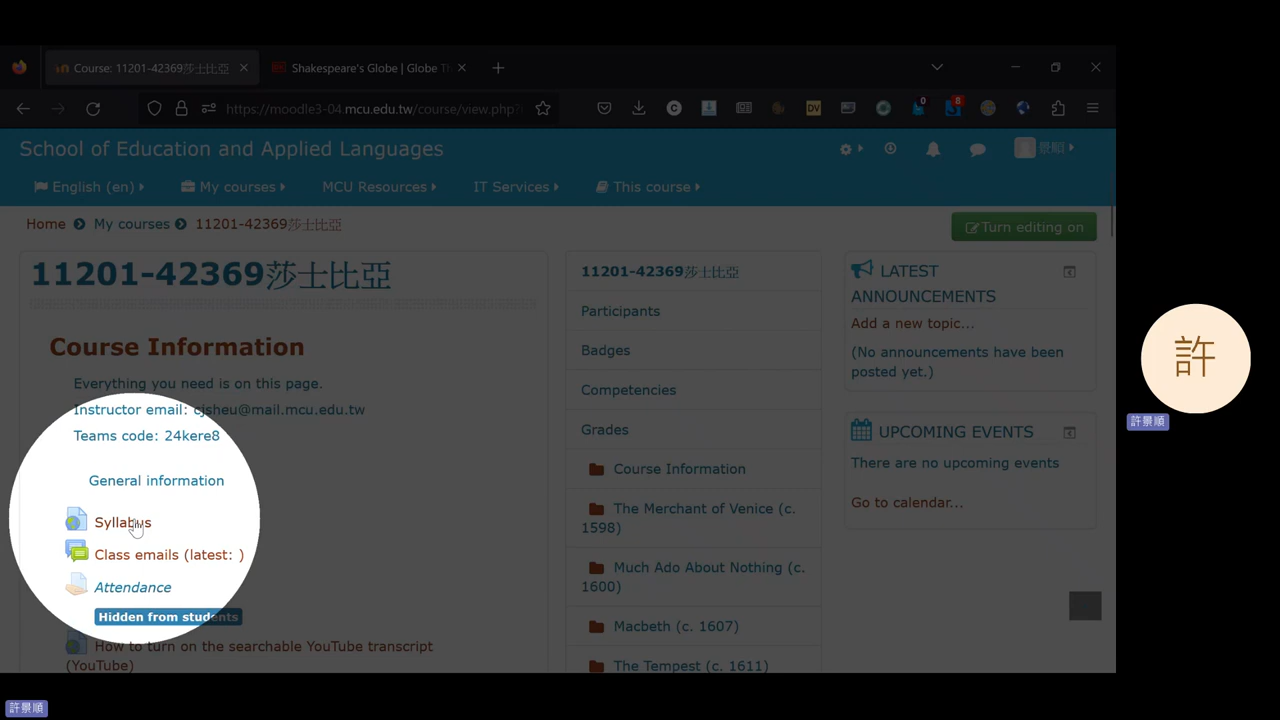 Course: 11201-42369莎士比亞
Shakespeare's Globe | Globe Th
https://moodle3-04.mcu.edu.tw/course/view.php?
0
8
School of Education and Applied Languages
景順
English (en)
My courses
MCU Resources
IT Services
This course
Home
My courses
11201-42369莎士比亞
Turn editing on
11201-42369莎士比亞
Course Information
Everything you need is on this page.
Instructor email: cjsheu@mail.mcu.edu.tw
Teams code: 24kere8
General information
Syllabus
Class emails (latest: )
Attendance
Hidden from students
How to turn on the searchable YouTube transcript
(YouTube)
11201-42369莎士比亞
Participants
Badges
Competencies
Grades
Course Information
The Merchant of Venice (c.
1598)
Much Ado About Nothing (c.
1600)
Macbeth (c. 1607)
The Tempest (c. 1611)
LATEST
ANNOUNCEMENTS
Add a new topic...
(No announcements have been
posted yet.)
UPCOMING EVENTS
There are no upcoming events
Go to calendar...
許
許景順
許景順